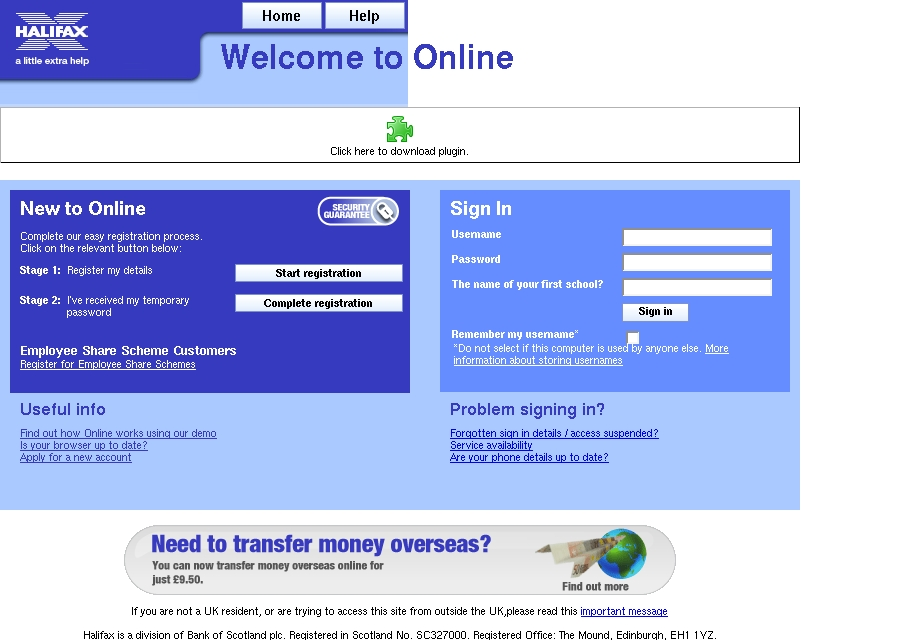 Home Help
HALIFAX
a little extra help
Welcome to Online
Click here to download plugin.
New to Online
SECURITY
GUARANTEE
Complete our easy registration process.
Click on the relevant button below:
Stage 1: Register my details
Start registration
Stage 2: I've received my temporary
password
Complete registration
Employee Share Scheme Customers
Register for Employee Share Schemes
Sign In
Username
Password
The name of your first school?
Sign in
Remember my username*
*Do not select if this computer is used by anyone else. More
information about storing usernames
Useful info
Find out how Online works using our demo
Is your browser up to date?
Apply for a new account
Problem signing in?
Forgotten sign in details / access suspended?
Service availability
Are your phone details up to date?
Need to transfer money overseas?
You can now transfer money overseas online for
just £9.50.
Find out more
If you are not a UK resident, or are trying to access this site from outside the UK,please read this important message
Halifax is a division of Bank of Scotland plc. Registered in Scotland No. SC327000. Registered Office: The Mound, Edinburgh, EH1 1YZ.